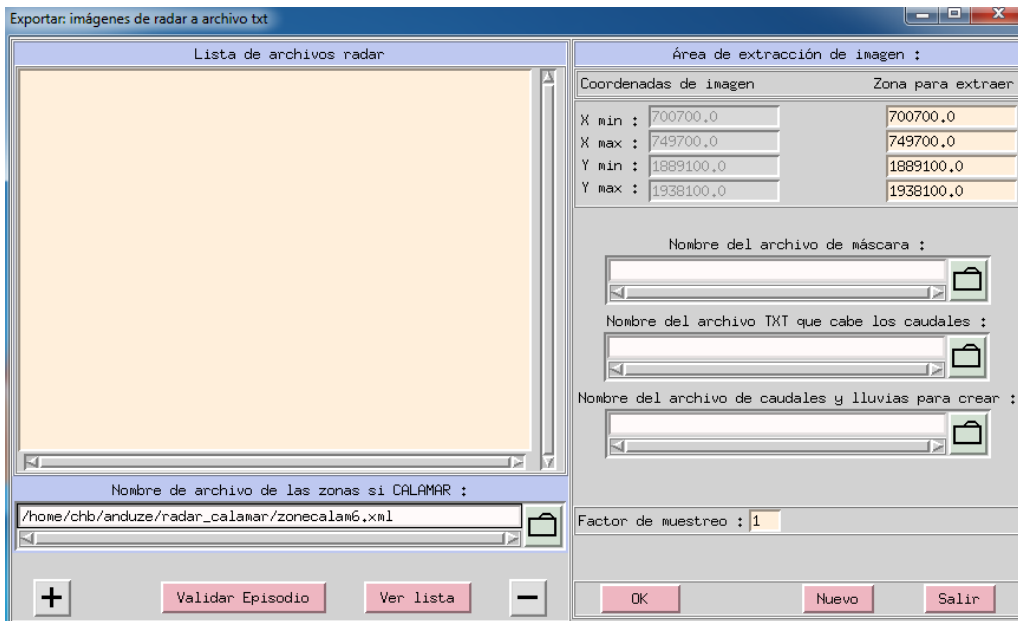 Exportar: imágenes de radar a archivo txt
Lista de archivos radar
Nombre de archivo de las zonas si CALAMAR :
/home/chb/anduze/radar_calamar/zonecalam6.xml
+ Validar Episodio Ver lista −
Área de extracción de imagen :
Coordenadas de imagen Zona para extraer
X min : 700700.0 700700.0
X max : 749700.0 749700.0
Y min : 1889100.0 1889100.0
Y max : 1938100.0 1938100.0
Nombre del archivo de máscara :
Nombre del archivo TXT que cabe los caudales :
Nombre del archivo de caudales y lluvias para crear :
Factor de muestreo : 1
OK Nuevo Salir